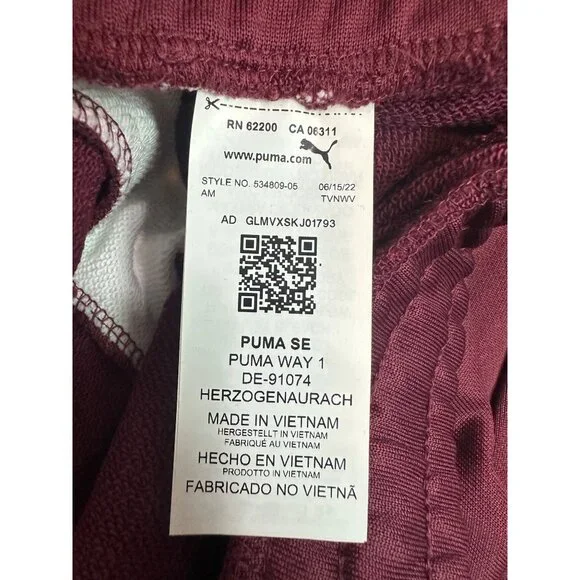 RN 62200 CA 06311
www.puma.com
STYLE NO. 534809-05 06/15/22
AM TVNWV
AD GLMVXSKJ01793
PUMA SE
PUMA WAY 1
DE-91074
HERZOGENAURACH
MADE IN VIETNAM
HERGESTELLT IN VIETNAM
FABRIQUÉ AU VIETNAM
HECHO EN VIETNAM
PRODOTTO IN VIETNAM
FABRICADO NO VIETNÃ